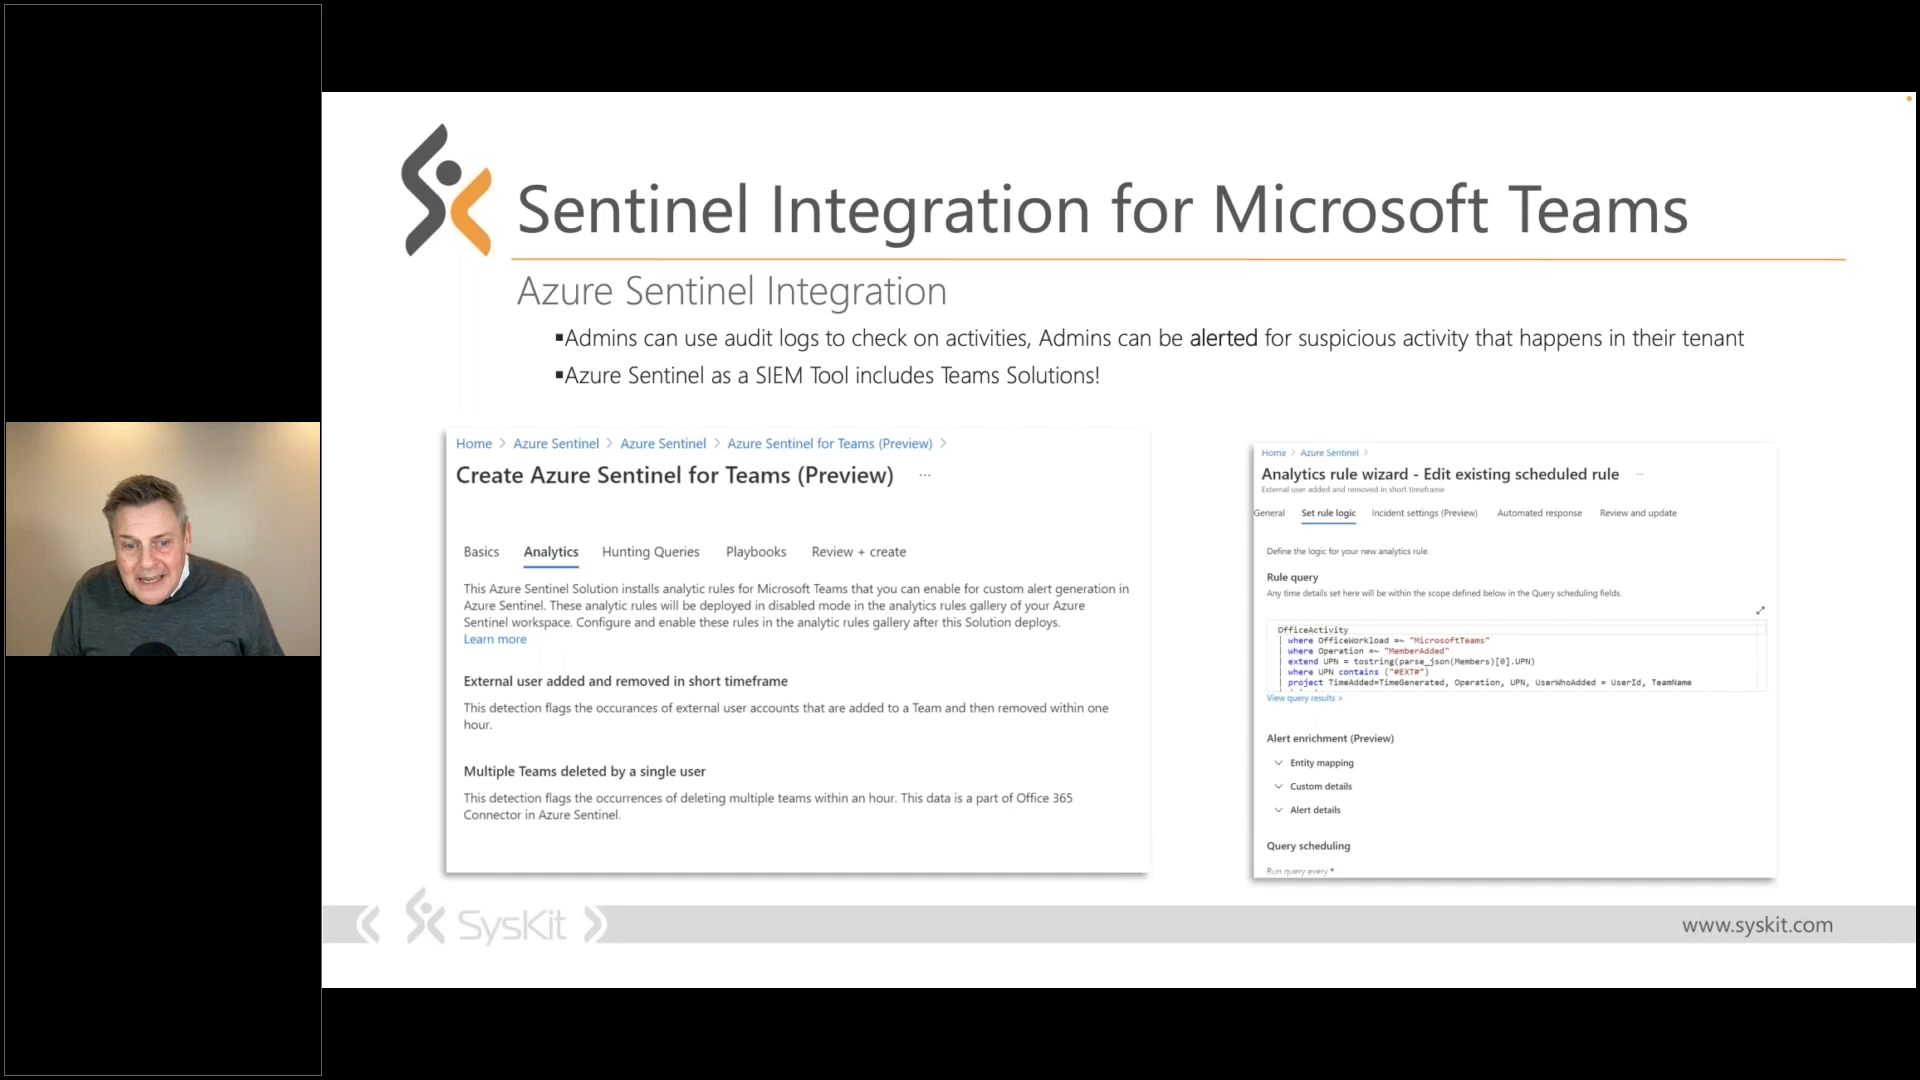 Sentinel Integration for Microsoft Teams
Azure Sentinel Integration
▪Admins can use audit logs to check on activities, Admins can be alerted for suspicious activity that happens in their tenant
▪Azure Sentinel as a SIEM Tool includes Teams Solutions!
Home > Azure Sentinel > Azure Sentinel > Azure Sentinel for Teams (Preview) >
Create Azure Sentinel for Teams (Preview) ...
Basics Analytics Hunting Queries Playbooks Review + create
This Azure Sentinel Solution installs analytic rules for Microsoft Teams that you can enable for custom alert generation in
Azure Sentinel. These analytic rules will be deployed in disabled mode in the analytics rules gallery of your Azure
Sentinel workspace. Configure and enable these rules in the analytic rules gallery after this Solution deploys.
Learn more
External user added and removed in short timeframe
This detection flags the occurances of external user accounts that are added to a Team and then removed within one
hour.
Multiple Teams deleted by a single user
This detection flags the occurrences of deleting multiple teams within an hour. This data is a part of Office 365
Connector in Azure Sentinel.
Home > Azure Sentinel >
Analytics rule wizard - Edit existing scheduled rule ...
External user added and removed in short timeframe
General Set rule logic Incident settings (Preview) Automated response Review and update
Define the logic for your new analytics rule.
Rule query
Any time details set here will be within the scope defined below in the Query scheduling fields.
OfficeActivity
| where OfficeWorkload =~ "MicrosoftTeams"
| where Operation =~ "MemberAdded"
| extend UPN = tostring(parse_json(Members)[0].UPN)
| where UPN contains ("#EXT#")
| project TimeAdded=TimeGenerated, Operation, UPN, UserWhoAdded = UserId, TeamName
View query results >
Alert enrichment (Preview)
Entity mapping
Custom details
Alert details
Query scheduling
Run query every *
SysKit
www.syskit.com